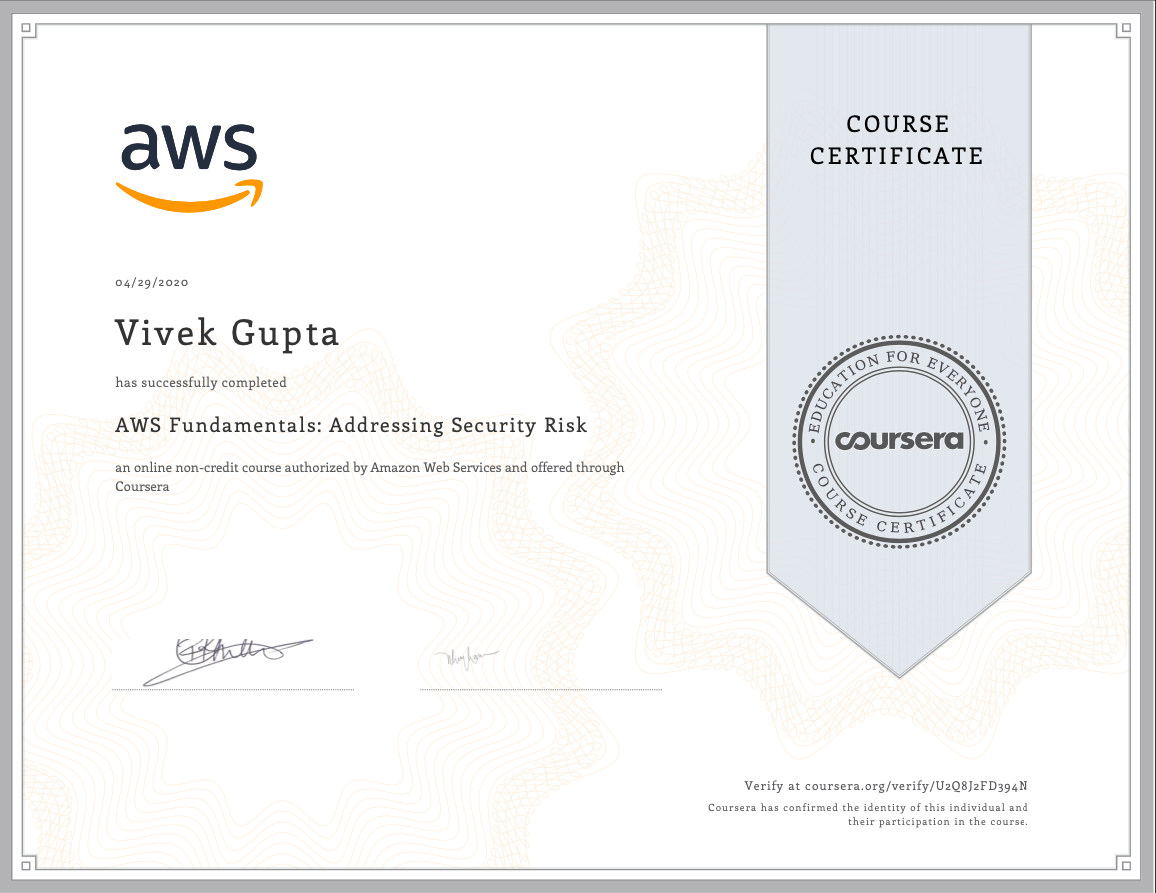 aws
COURSE
CERTIFICATE
04/29/2020
Vivek Gupta
has successfully completed
AWS Fundamentals: Addressing Security Risk
an online non-credit course authorized by Amazon Web Services and offered through
Coursera
EDUCATION FOR EVERYONE
coursera
COURSE CERTIFICATE
Verify at coursera.org/verify/U2Q8J2FD394N
Coursera has confirmed the identity of this individual and
their participation in the course.